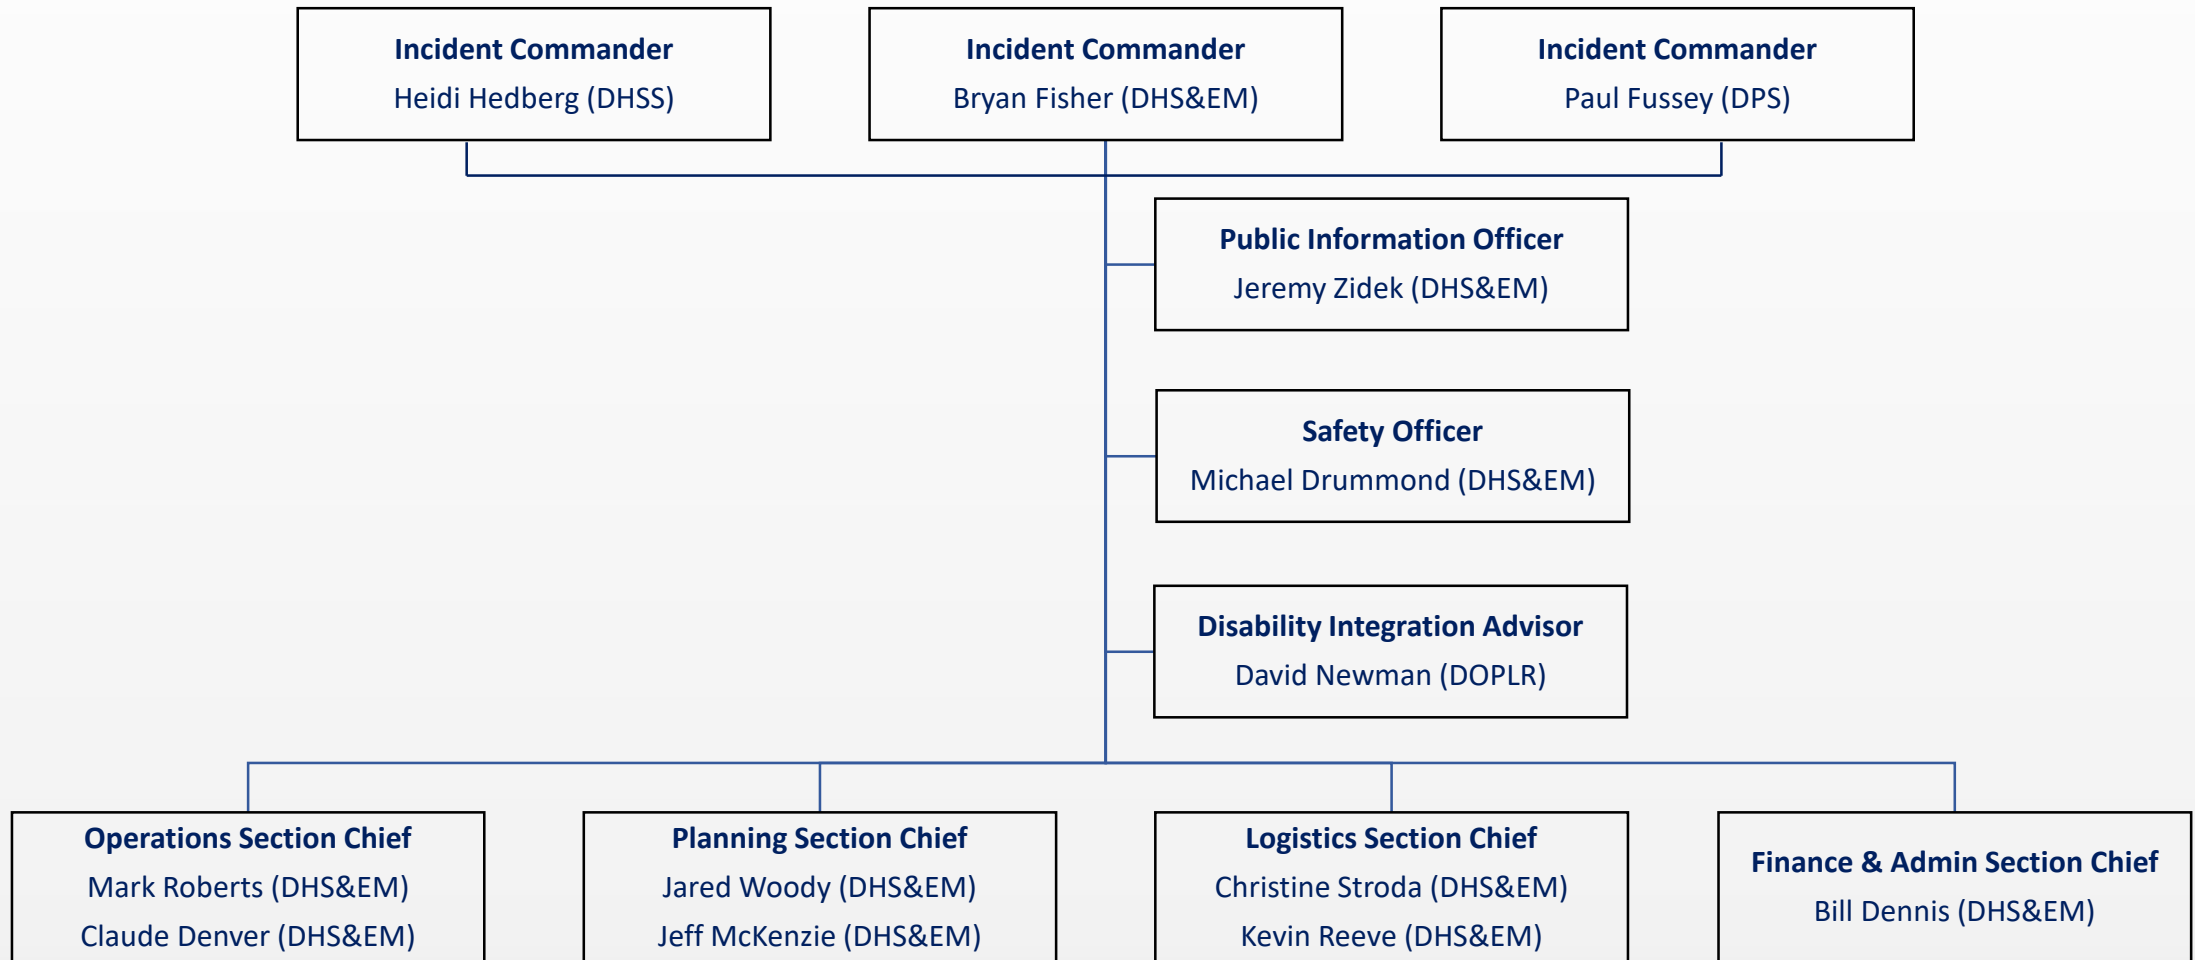 Incident Commander
Heidi Hedberg (DHSS)
Incident Commander
Bryan Fisher (DHS&EM)
Incident Commander
Paul Fussey (DPS)
Public Information Officer
Jeremy Zidek (DHS&EM)
Safety Officer
Michael Drummond (DHS&EM)
Disability Integration Advisor
David Newman (DOPLR)
Operations Section Chief
Mark Roberts (DHS&EM)
Claude Denver (DHS&EM)
Planning Section Chief
Jared Woody (DHS&EM)
Jeff McKenzie (DHS&EM)
Logistics Section Chief
Christine Stroda (DHS&EM)
Kevin Reeve (DHS&EM)
Finance & Admin Section Chief
Bill Dennis (DHS&EM)